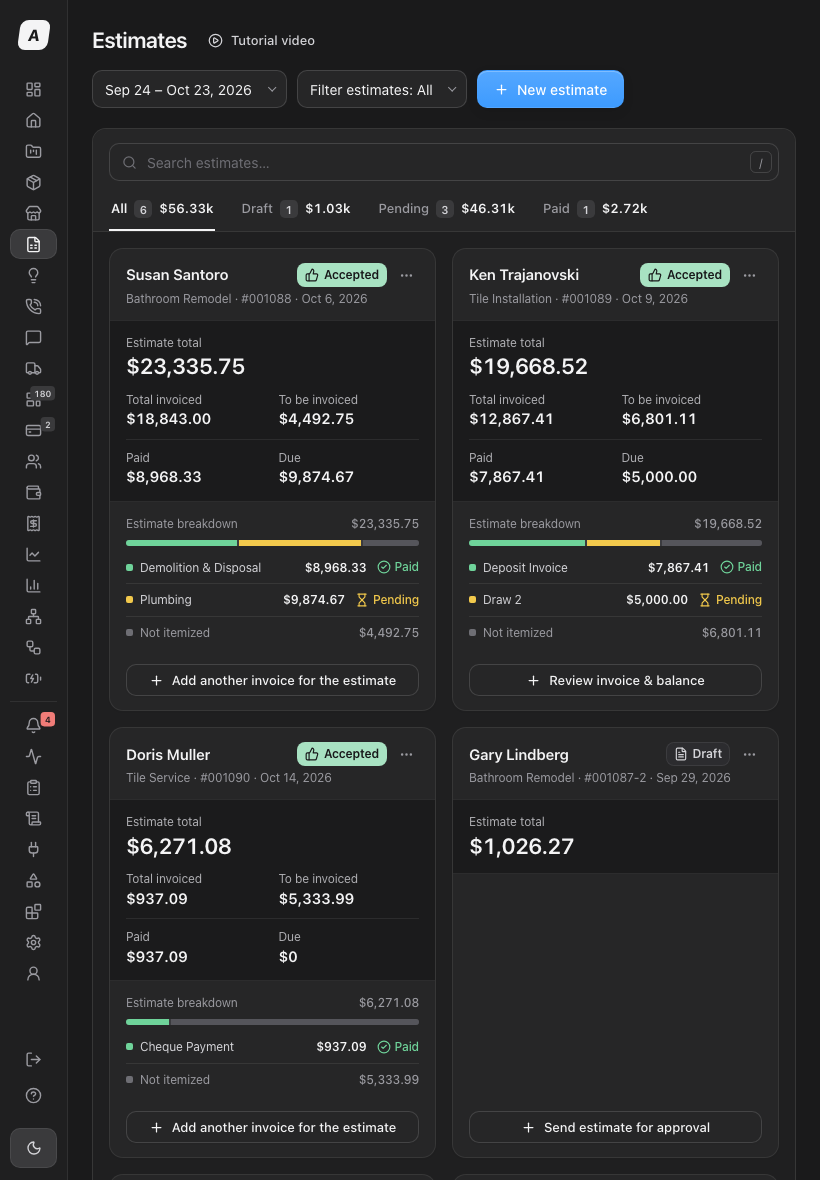 A
Estimates
Tutorial video
Sep 24 – Oct 23, 2026
Filter estimates: All
New estimate
Search estimates...
/
All 6 $56.33k
Draft 1 $1.03k
Pending 3 $46.31k
Paid 1 $2.72k
180
2
4
Susan Santoro
Accepted
Bathroom Remodel · #001088 · Oct 6, 2026
Estimate total
$23,335.75
Total invoiced
To be invoiced
$18,843.00
$4,492.75
Paid
Due
$8,968.33
$9,874.67
Estimate breakdown
$23,335.75
Demolition & Disposal $8,968.33 Paid
Plumbing $9,874.67 Pending
Not itemized $4,492.75
Add another invoice for the estimate
Ken Trajanovski
Accepted
Tile Installation · #001089 · Oct 9, 2026
Estimate total
$19,668.52
Total invoiced
To be invoiced
$12,867.41
$6,801.11
Paid
Due
$7,867.41
$5,000.00
Estimate breakdown
$19,668.52
Deposit Invoice $7,867.41 Paid
Draw 2 $5,000.00 Pending
Not itemized $6,801.11
Review invoice & balance
Doris Muller
Accepted
Tile Service · #001090 · Oct 14, 2026
Estimate total
$6,271.08
Total invoiced
To be invoiced
$937.09
$5,333.99
Paid
Due
$937.09
$0
Estimate breakdown
$6,271.08
Cheque Payment $937.09 Paid
Not itemized $5,333.99
Add another invoice for the estimate
Gary Lindberg
Draft
Bathroom Remodel · #001087-2 · Sep 29, 2026
Estimate total
$1,026.27
Send estimate for approval